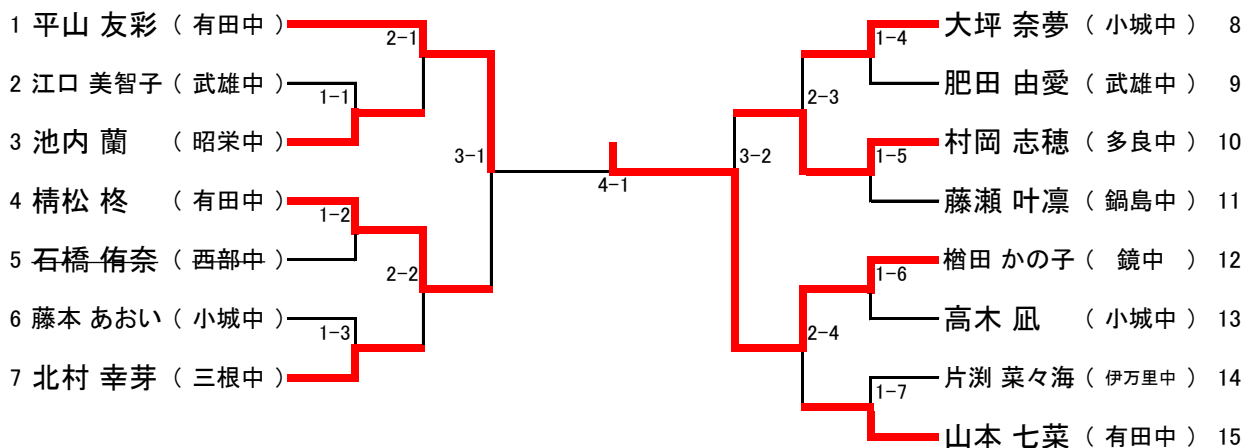 1 平山 友彩 ( 有田中 )
2-1
2 江口 美智子 ( 武雄中 )
1-1
3 池内 蘭 ( 昭栄中 )
3-1
4 棈松 柊 ( 有田中 )
1-2
5 石橋 侑奈 ( 西部中 )
2-2
6 藤本 あおい ( 小城中 )
1-3
7 北村 幸芽 ( 三根中 )
4-1
大坪 奈夢 ( 小城中 ) 8
1-4
肥田 由愛 ( 武雄中 ) 9
2-3
村岡 志穂 ( 多良中 ) 10
1-5
3-2
藤瀬 叶凛 ( 鍋島中 ) 11
楢田 かの子 ( 鏡中 ) 12
1-6
高木 凪 ( 小城中 ) 13
2-4
片渕 菜々海 ( 伊万里中 ) 14
1-7
山本 七菜 ( 有田中 ) 15